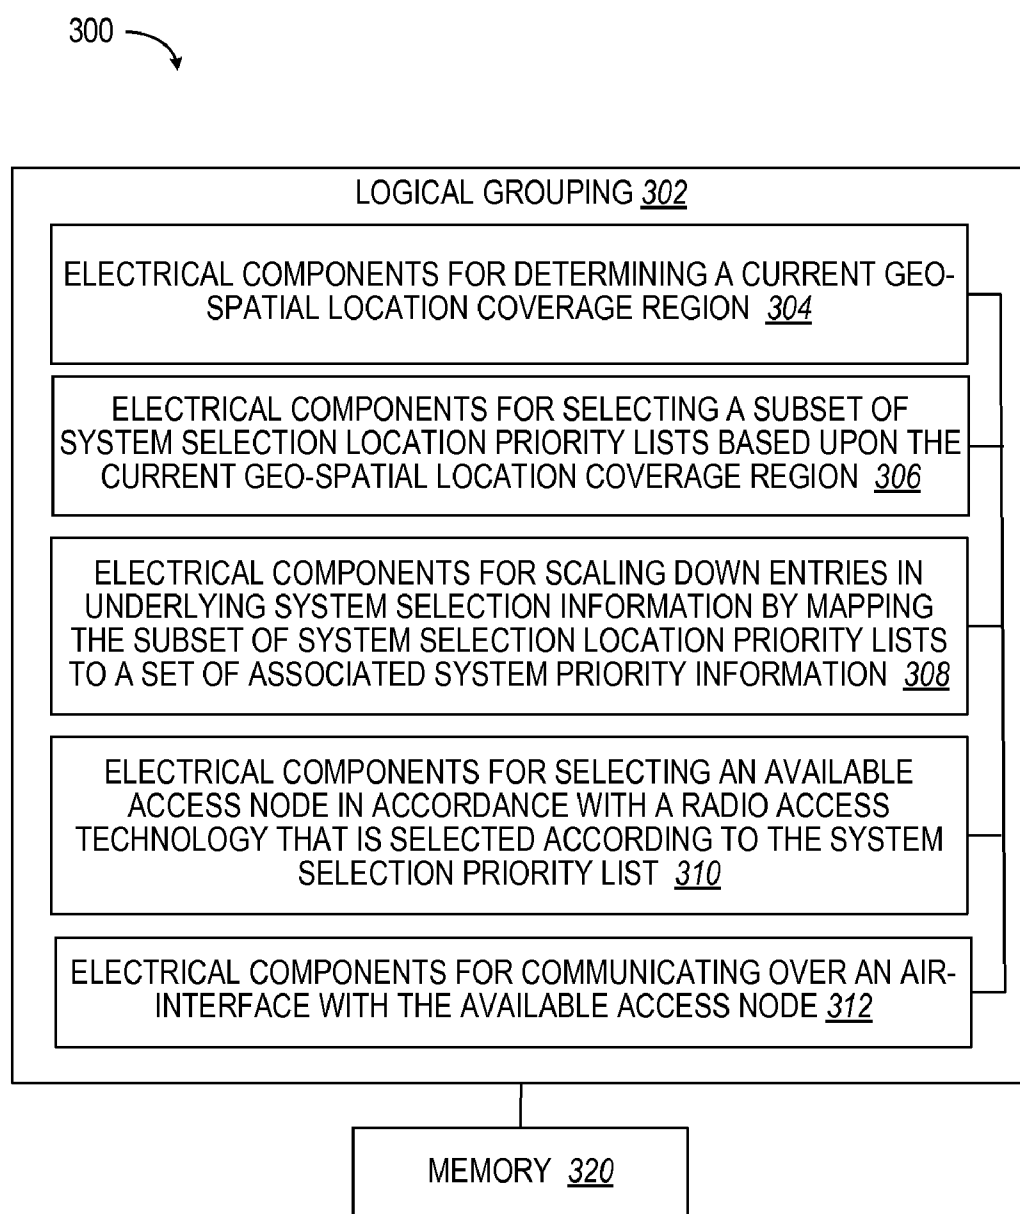 300
LOGICAL GROUPING 302
ELECTRICAL COMPONENTS FOR DETERMINING A CURRENT GEO-
SPATIAL LOCATION COVERAGE REGION 304
ELECTRICAL COMPONENTS FOR SELECTING A SUBSET OF
SYSTEM SELECTION LOCATION PRIORITY LISTS BASED UPON THE
CURRENT GEO-SPATIAL LOCATION COVERAGE REGION 306
ELECTRICAL COMPONENTS FOR SCALING DOWN ENTRIES IN
UNDERLYING SYSTEM SELECTION INFORMATION BY MAPPING
THE SUBSET OF SYSTEM SELECTION LOCATION PRIORITY LISTS
TO A SET OF ASSOCIATED SYSTEM PRIORITY INFORMATION 308
ELECTRICAL COMPONENTS FOR SELECTING AN AVAILABLE
ACCESS NODE IN ACCORDANCE WITH A RADIO ACCESS
TECHNOLOGY THAT IS SELECTED ACCORDING TO THE SYSTEM
SELECTION PRIORITY LIST 310
ELECTRICAL COMPONENTS FOR COMMUNICATING OVER AN AIR-
INTERFACE WITH THE AVAILABLE ACCESS NODE 312
MEMORY 320